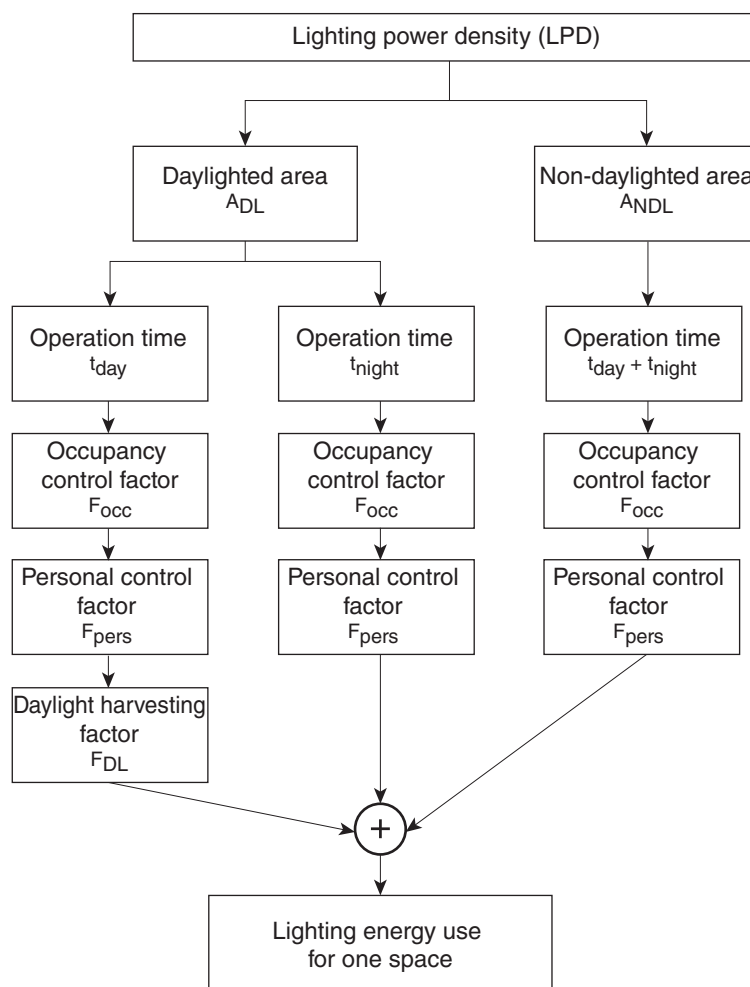 Lighting power density (LPD)
Daylighted area
ADL
Non-daylighted area
ANDL
Operation time
tday
Operation time
tnight
Operation time
tday + tnight
Occupancy
control factor
Focc
Occupancy
control factor
Focc
Occupancy
control factor
Focc
Personal control
factor
Fpers
Personal control
factor
Fpers
Personal control
factor
Fpers
Daylight harvesting
factor
FDL
+
Lighting energy use
for one space